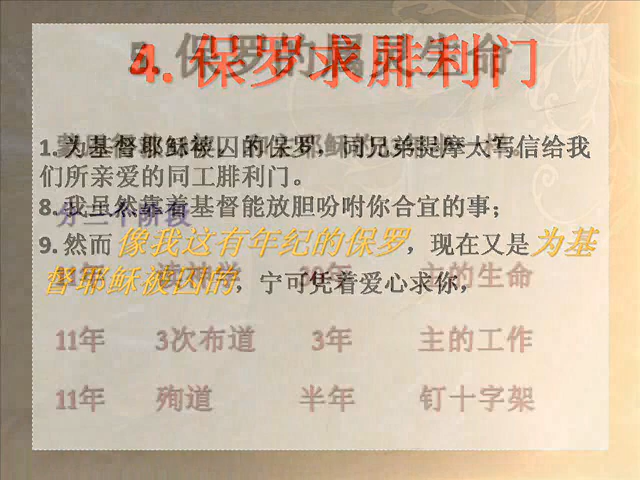 4. 保罗求腓利门
1. 为基督耶稣被囚的保罗，同兄弟提摩太写信给我
们所亲爱的同工腓利门。
8. 我虽然靠着基督能放胆吩咐你合宜的事；
9. 然而 像我这有年纪的保罗，现在又是 为基
督耶稣被囚的，宁可凭着爱心求你，
主的生命
11年 3次布道 3年 主的工作
11年 殉道 半年 钉十字架